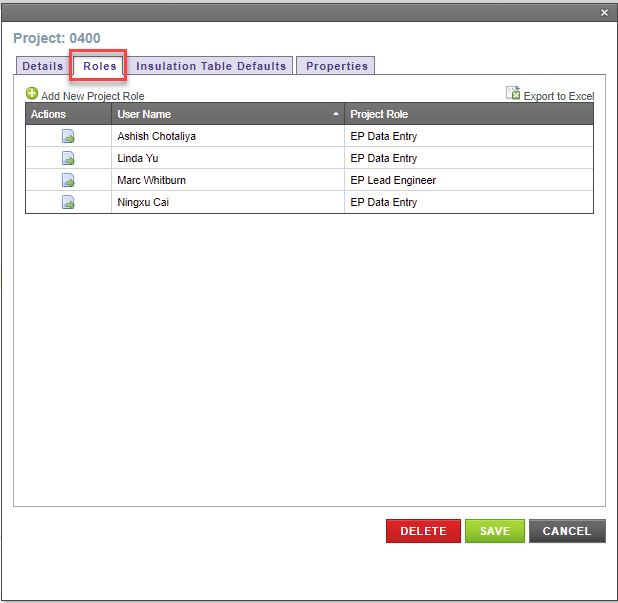 ×
Project: 0400
Details Roles Insulation Table Defaults Properties
Add New Project Role Export to Excel
Actions User Name Project Role
Ashish Chotaliya EP Data Entry
Linda Yu EP Data Entry
Marc Whitburn EP Lead Engineer
Ningxu Cai EP Data Entry
DELETE SAVE CANCEL